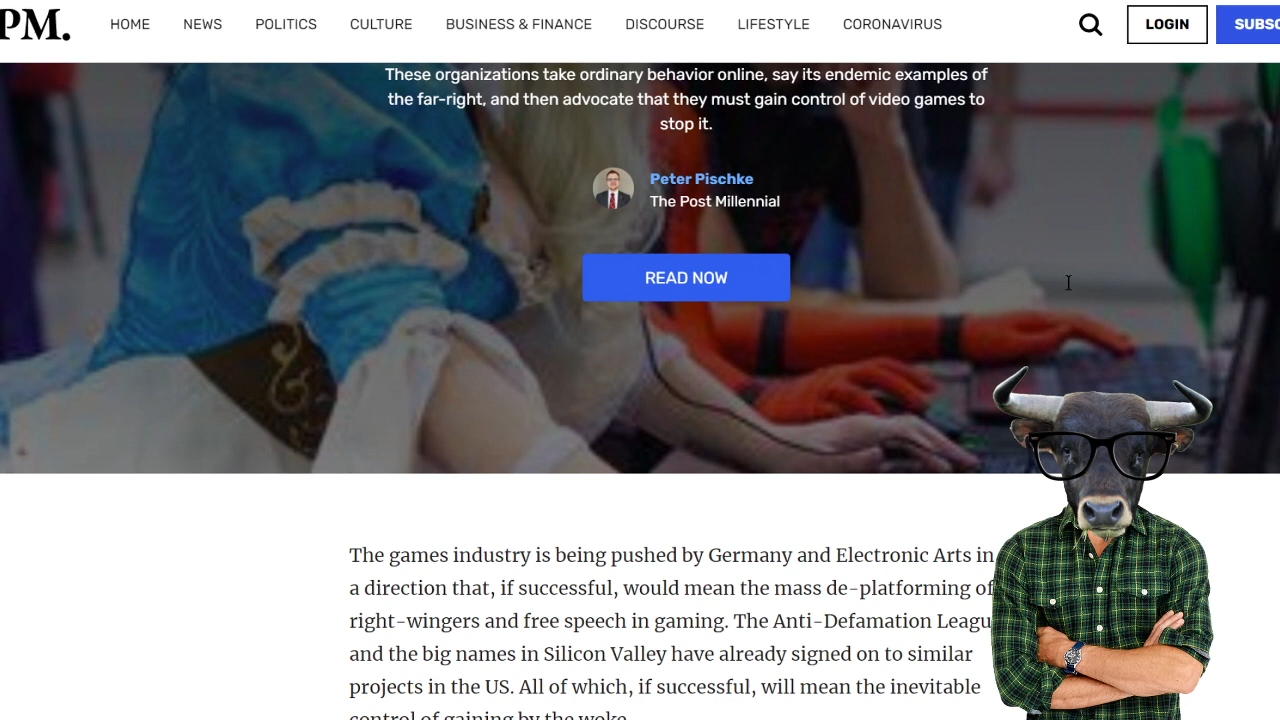 PM. HOME NEWS POLITICS CULTURE BUSINESS & FINANCE DISCOURSE LIFESTYLE CORONAVIRUS LOGIN SUBSC
These organizations take ordinary behavior online, say its endemic examples of
the far-right, and then advocate that they must gain control of video games to
stop it.
Peter Pischke
The Post Millennial
READ NOW
The games industry is being pushed by Germany and Electronic Arts in
a direction that, if successful, would mean the mass de-platforming of
right-wingers and free speech in gaming. The Anti-Defamation Leagu
and the big names in Silicon Valley have already signed on to similar
projects in the US. All of which, if successful, will mean the inevitable
control of gaining by the woke